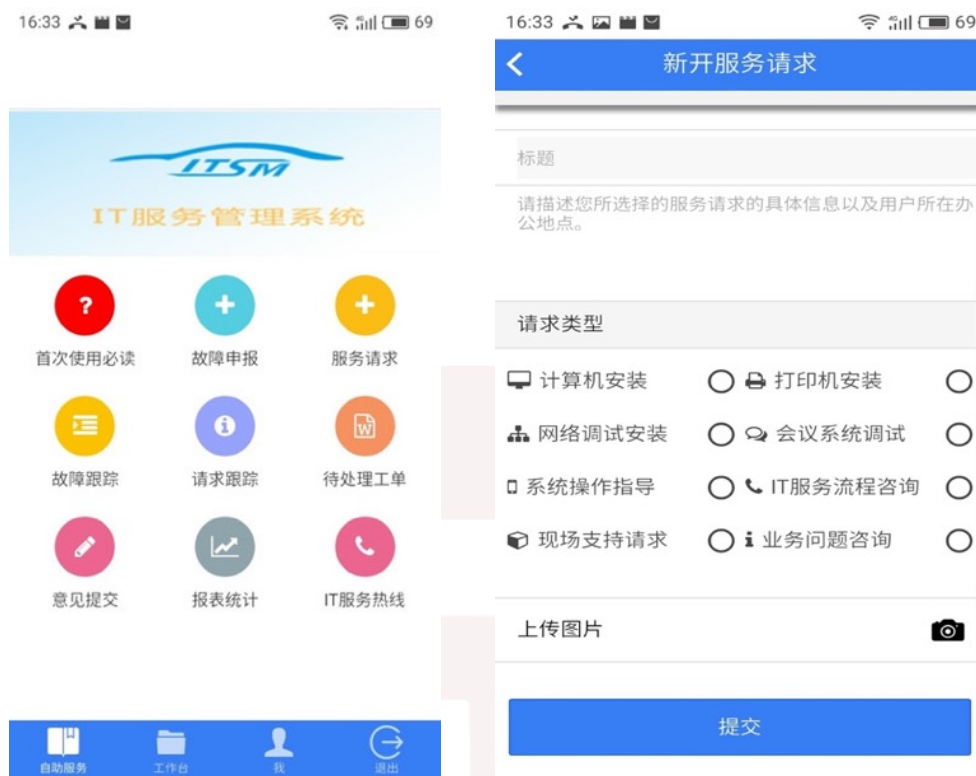 16:33
69
ITSM
IT服务管理系统
首次使用必读
故障申报
服务请求
故障跟踪
请求跟踪
待处理工单
意见提交
报表统计
IT服务热线
自助服务
工作台
我
退出
16:33
69
新开服务请求
标题
请描述您所选择的服务请求的具体信息以及用户所在办
公地点。
请求类型
计算机安装
打印机安装
网络调试安装
会议系统调试
系统操作指导
IT服务流程咨询
现场支持请求
业务问题咨询
上传图片
提交